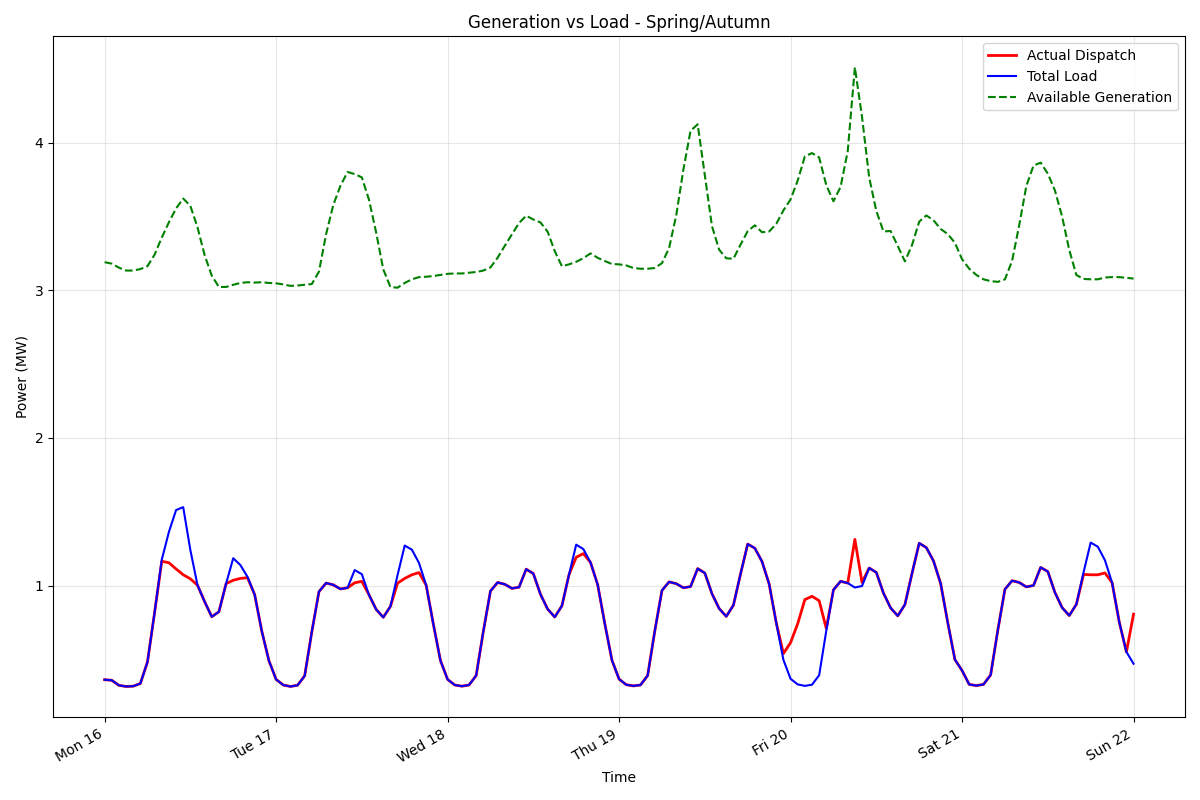 Generation vs Load - Spring/Autumn
Actual Dispatch
Total Load
Available Generation
Power (MW)
4
3
2
1
Mon 16
Tue 17
Wed 18
Thu 19
Fri 20
Sat 21
Sun 22
Time